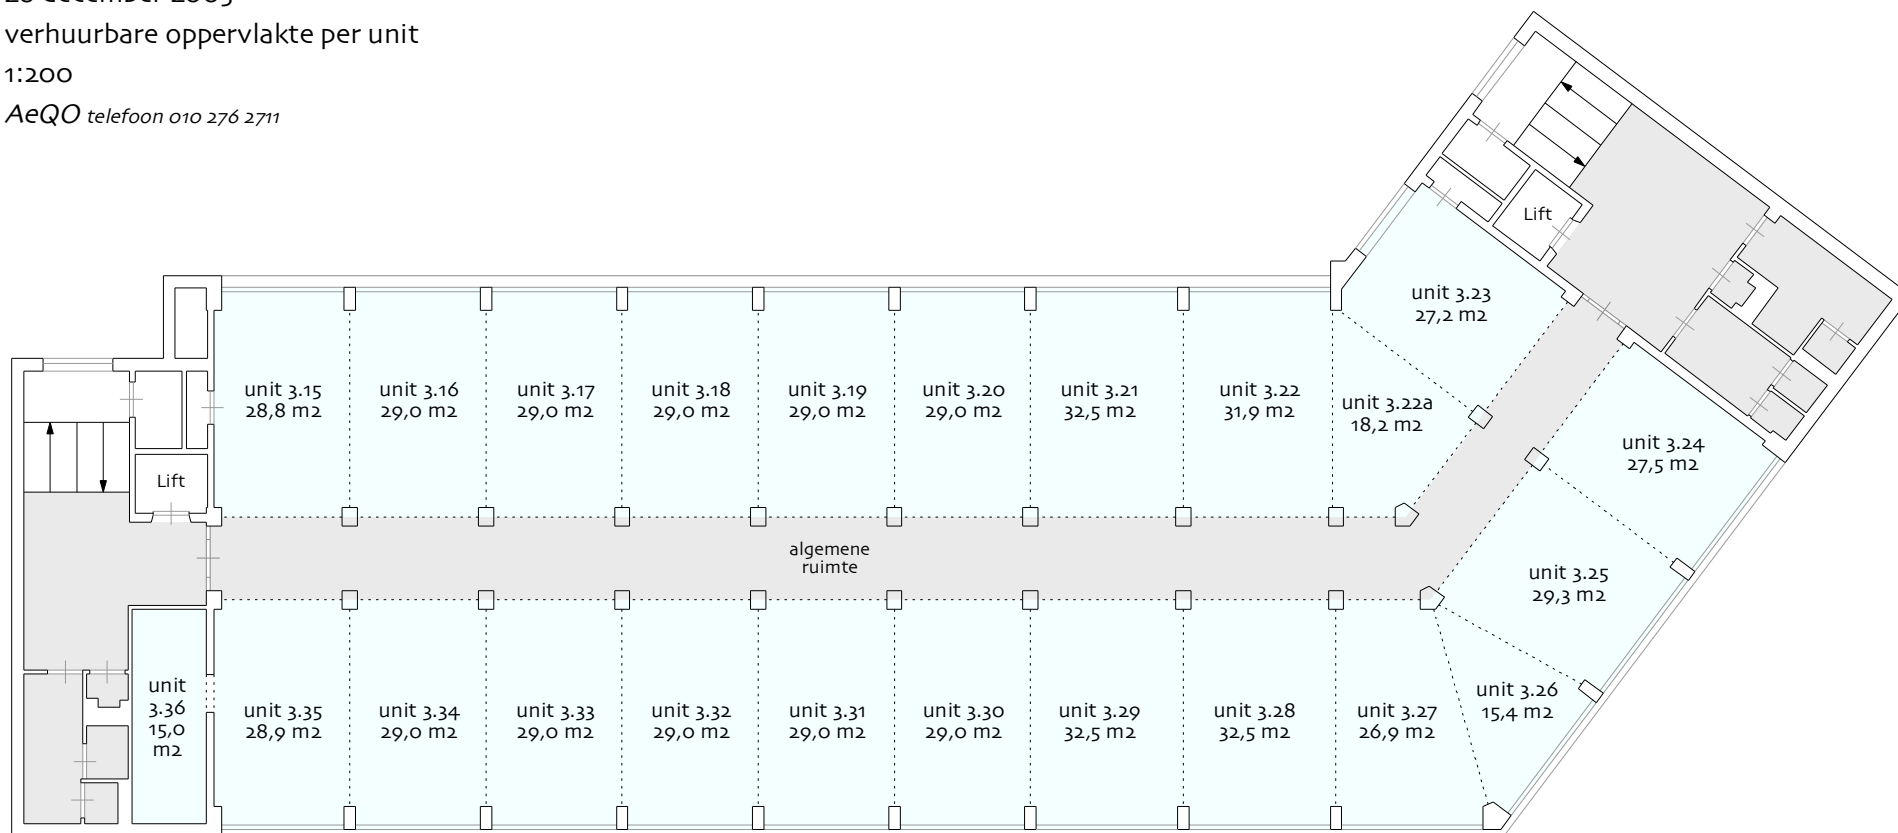 verhuurbare oppervlakte per unit
1:200
AeQO telefoon 010 276 2711
Lift
unit 3.23
27,2 m2
unit 3.15
28,8 m2
unit 3.16
29,0 m2
unit 3.17
29,0 m2
unit 3.18
29,0 m2
unit 3.19
29,0 m2
unit 3.20
29,0 m2
unit 3.21
32,5 m2
unit 3.22
31,9 m2
unit 3.22a
18,2 m2
unit 3.24
27,5 m2
Lift
algemene
ruimte
unit 3.25
29,3 m2
unit
3.36
15,0
m2
unit 3.35
28,9 m2
unit 3.34
29,0 m2
unit 3.33
29,0 m2
unit 3.32
29,0 m2
unit 3.31
29,0 m2
unit 3.30
29,0 m2
unit 3.29
32,5 m2
unit 3.28
32,5 m2
unit 3.27
26,9 m2
unit 3.26
15,4 m2